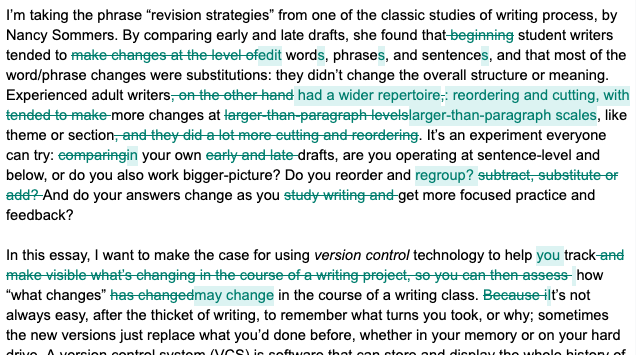 I'm taking the phrase “revision strategies” from one of the classic studies of writing process, by
Nancy Sommers. By comparing early and late drafts, she found that beginning student writers
tended to make changes at the level ofedit words, phrases, and sentences, and that most of the
word/phrase changes were substitutions: they didn't change the overall structure or meaning.
Experienced adult writers, on the other hand had a wider repertoire,: reordering and cutting, with
tended to make more changes at larger-than-paragraph levelslarger-than-paragraph scales, like
theme or section, and they did a lot more cutting and reordering. It's an experiment everyone
can try: comparingin your own early and late drafts, are you operating at sentence-level and
below, or do you also work bigger-picture? Do you reorder and regroup? subtract, substitute or
add? And do your answers change as you study writing and get more focused practice and
feedback?
In this essay, I want to make the case for using version control technology to help you track and
make visible what's changing in the course of a writing project, so you can then assess how
“what changes” has changedmay change in the course of a writing class. Because iIt's not
always easy, after the thicket of writing, to remember what turns you took, or why; sometimes
the new versions just replace what you'd done before, whether in your memory or on your hard
drive. A version control system (VCS) is software that can store and display the whole history of